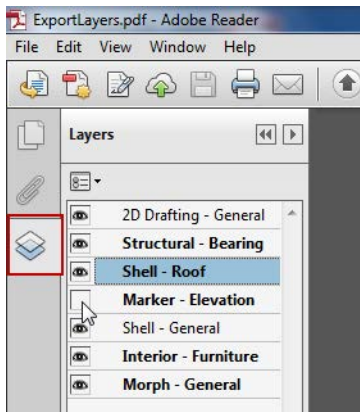 ExportLayers.pdf - Adobe Reader
File Edit View Window Help
Layers
2D Drafting - General
Structural - Bearing
Shell - Roof
Marker - Elevation
Shell - General
Interior - Furniture
Morph - General